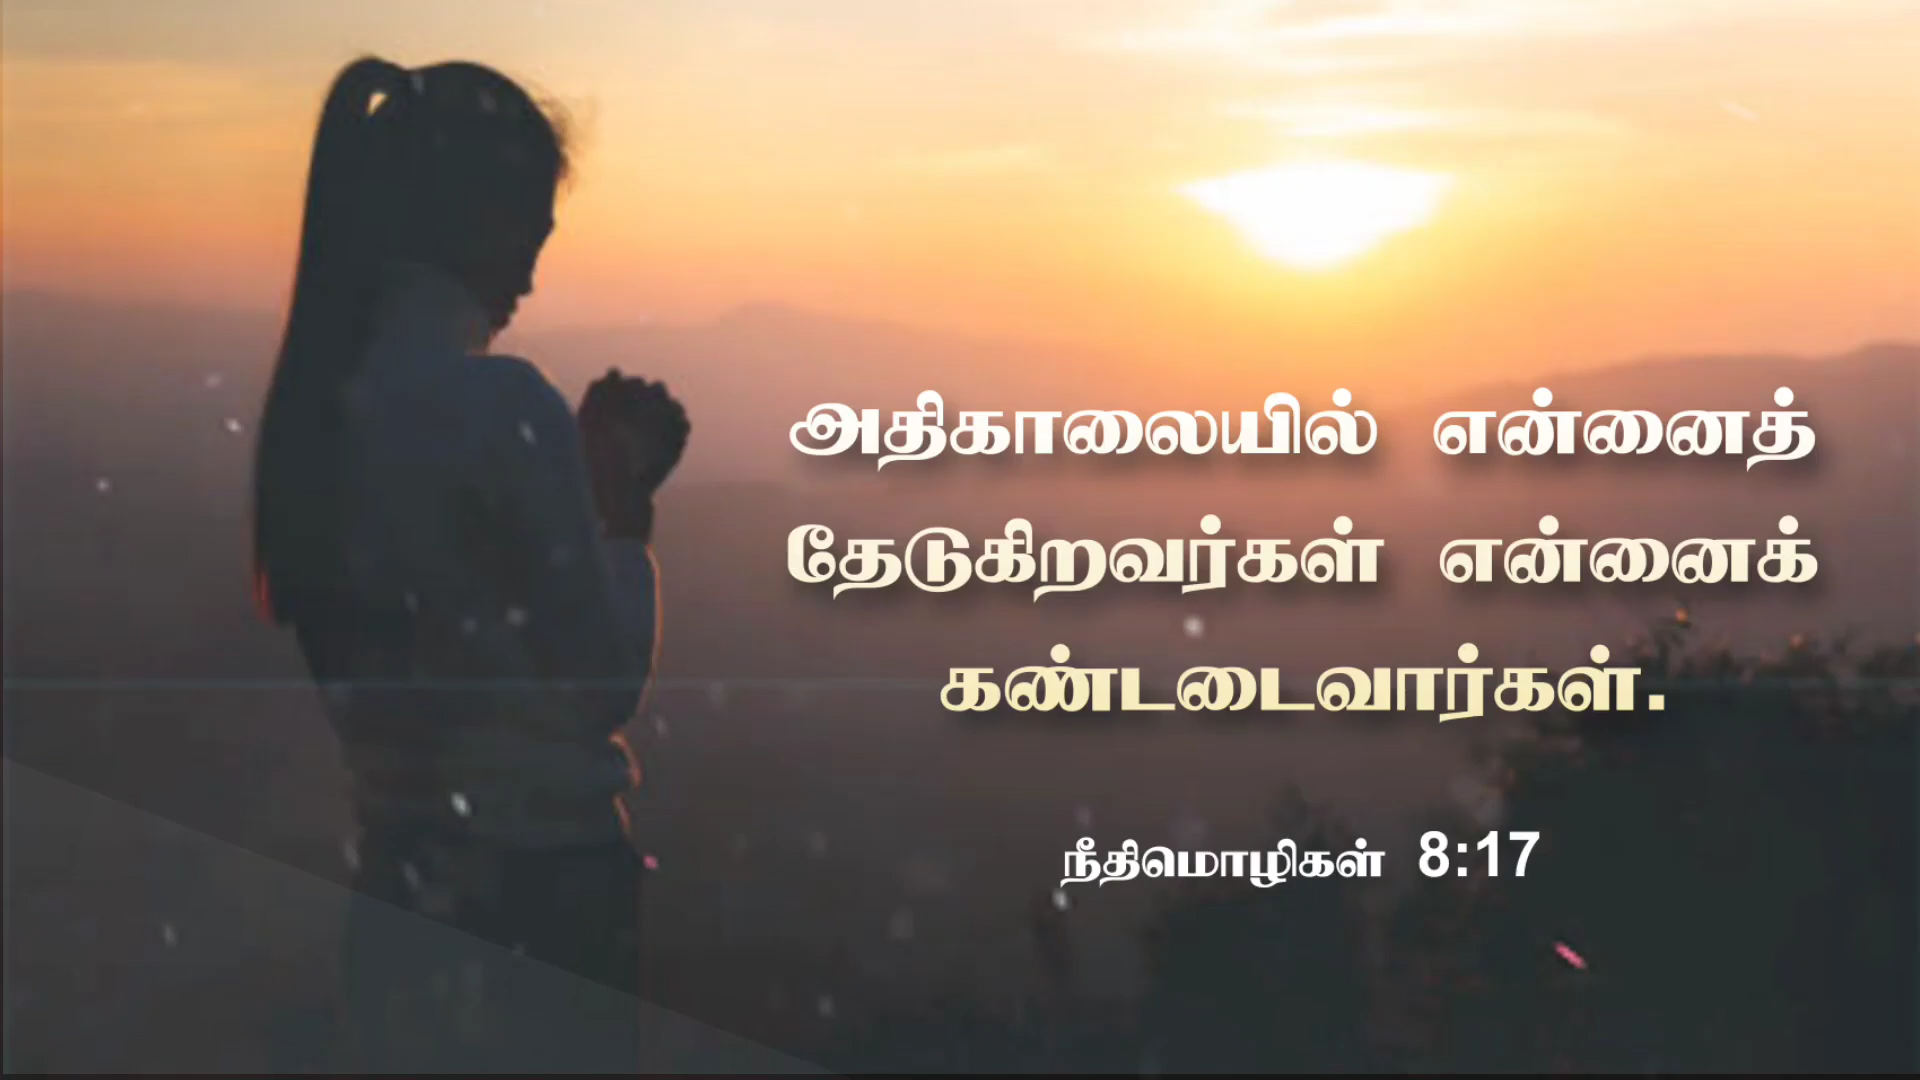 அதிகாலையில் என்னைத்
தேடுகிறவர்கள் என்னைக்
கண்டடைவார்கள்.
நீதிமொழிகள் 8:17